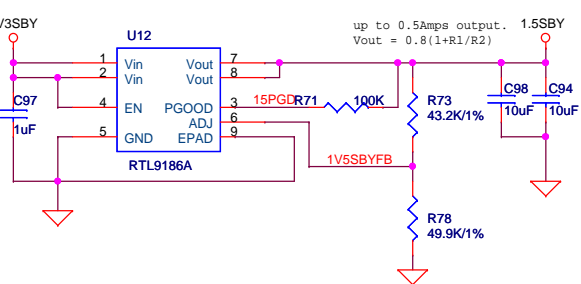 V3SBY
U12
up to 0.5Amps output.
Vout = 0.8(1+R1/R2)
1.5SBY
1 Vin Vout 7
2 Vin Vout 8
4 EN PGOOD 3 15PGD R71 100K
ADJ 6
5 GND EPAD 9
RTL9186A
C97
1uF
R73
43.2K/1%
C98
10uF
C94
10uF
1V5SBYFB
R78
49.9K/1%